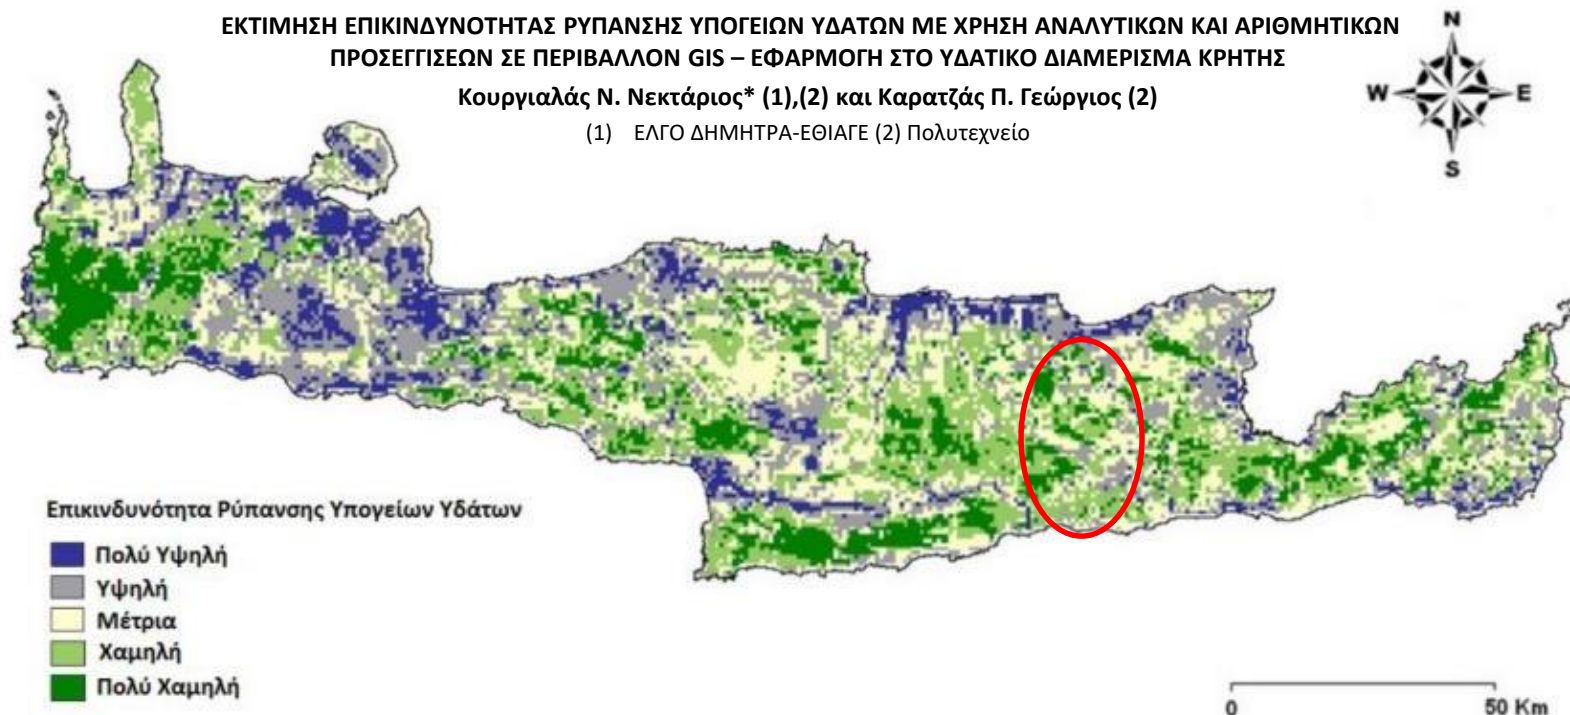 ΕΚΤΙΜΗΣΗ ΕΠΙΚΙΝΔΥΝΟΤΗΤΑΣ ΡΥΠΑΝΣΗΣ ΥΠΟΓΕΙΩΝ ΥΔΑΤΩΝ ΜΕ ΧΡΗΣΗ ΑΝΑΛΥΤΙΚΩΝ ΚΑΙ ΑΡΙΘΜΗΤΙΚΩΝ
ΠΡΟΣΕΓΓΙΣΕΩΝ ΣΕ ΠΕΡΙΒΑΛΛΟΝ GIS – ΕΦΑΡΜΟΓΗ ΣΤΟ ΥΔΑΤΙΚΟ ΔΙΑΜΕΡΙΣΜΑ ΚΡΗΤΗΣ
Κουργιαλάς Ν. Νεκτάριος* (1),(2) και Καρατζάς Π. Γεώργιος (2)
(1) ΕΛΓΟ ΔΗΜΗΤΡΑ-ΕΘΙΑΓΕ (2) Πολυτεχνείο
N
W E
S
Επικινδυνότητα Ρύπανσης Υπογείων Υδάτων
Πολύ Υψηλή
Υψηλή
Μέτρια
Χαμηλή
Πολύ Χαμηλή
0 50 Km